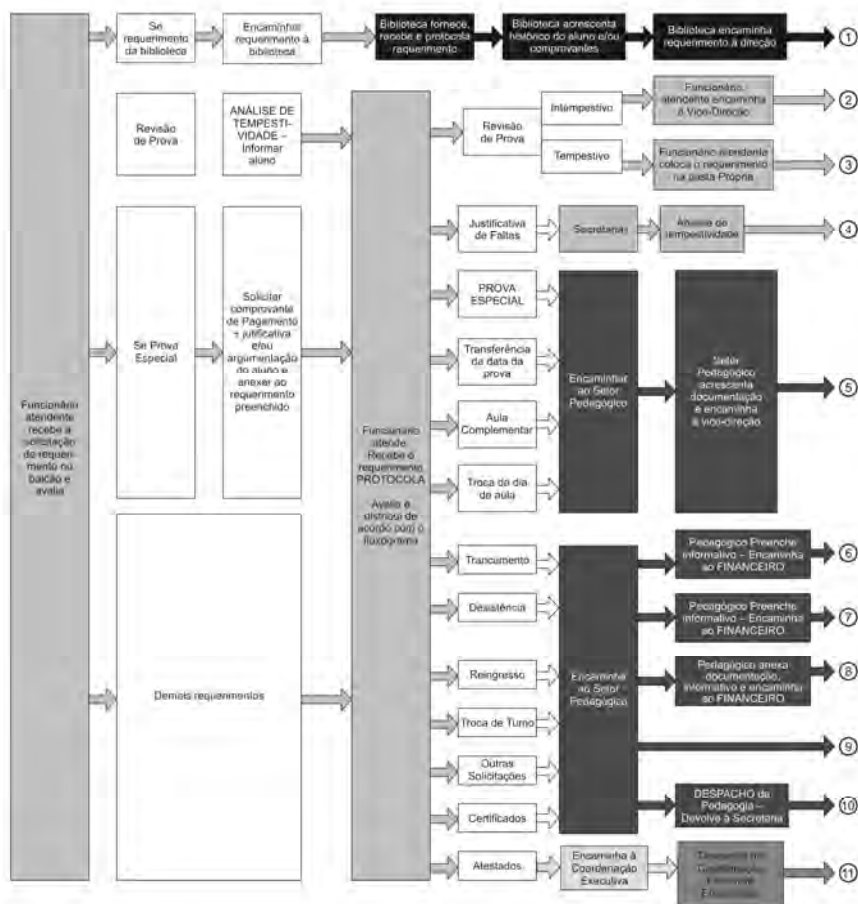 Se
requerimento
da biblioteca
Encaminhar
requerimento à
biblioteca
Biblioteca fornece,
recebe e protocola
requerimento
Biblioteca acrescenta
histórico do aluno e/ou
comprovantes
Biblioteca encaminha
requerimento à direção
1
Revisão
de Prova
ANÁLISE DE
TEMPESTI-
VIDADE –
Informar
aluno
Revisão
de Prova
Intempestivo
Funcionário
atendente encaminha
à Vice-Direção
2
Tempestivo
Funcionário atendente
coloca o requerimento
na pasta Própria
3
Justificativa
de Faltas
Secretarias
Análise de
tempestividade
4
Se Prova
Especial
Solicitar
comprovante
de Pagamento
+ jutificativa
e/au
argumentação
do aluno e
anexer ao
requerimento
preenchido
PROVA
ESPECIAL
Transferência
da data da
prova
Aula
Complementar
Troca da dia
de aula
Encaminhar
ao Setor
Pedagógico
Setor
Pedagógico
acrescenta
documentação
e encaminha
à vice-direção
5
Funcionário
atendente
recebe a
solicitação
de requeri-
mento no
balcão e
avalia
Funcionário
atende
Recebe o
requerimento
PROTOCOLA
Avalia e
distribui de
acordo com o
fluxograma
Demais requerimentos
Trancamento
Desistência
Reingresso
Troca de Turno
Outras
Solicitações
Certificados
Encaminha
ao Setor
Pedagógico
Pedagógico Preenche
informativo – Encaminha
ao FINANCEIRO
6
Pedagógico Preenche
informativo – Encaminha
ao FINANCEIRO
7
Pedagógico anexa
documentação,
informativo e encaminha
ao FINANCEIRO
8
9
DESPACHO da
Pedagogia –
Devolve à Secretaria
10
Atestados
Encaminha à
Coordenação
Executiva
11